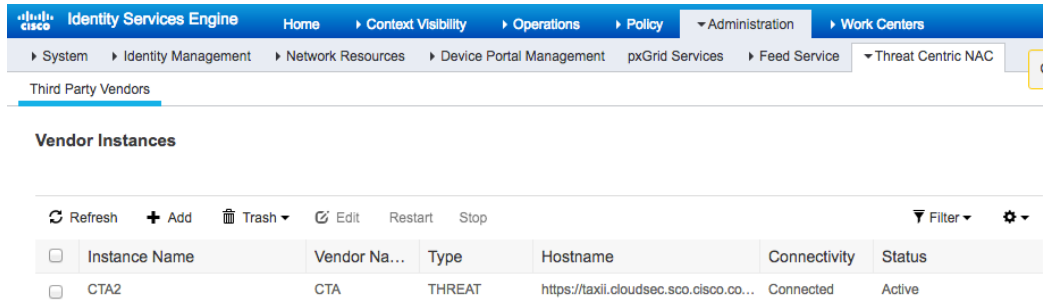 cisco Identity Services Engine Home Context Visibility Operations Policy Administration Work Centers
System Identity Management Network Resources Device Portal Management pxGrid Services Feed Service Threat Centric NAC
Third Party Vendors
Vendor Instances
Refresh Add Trash Edit Restart Stop Filter
Instance Name Vendor Na... Type Hostname Connectivity Status
CTA2 CTA THREAT https://taxii.cloudsec.sco.cisco.co... Connected Active